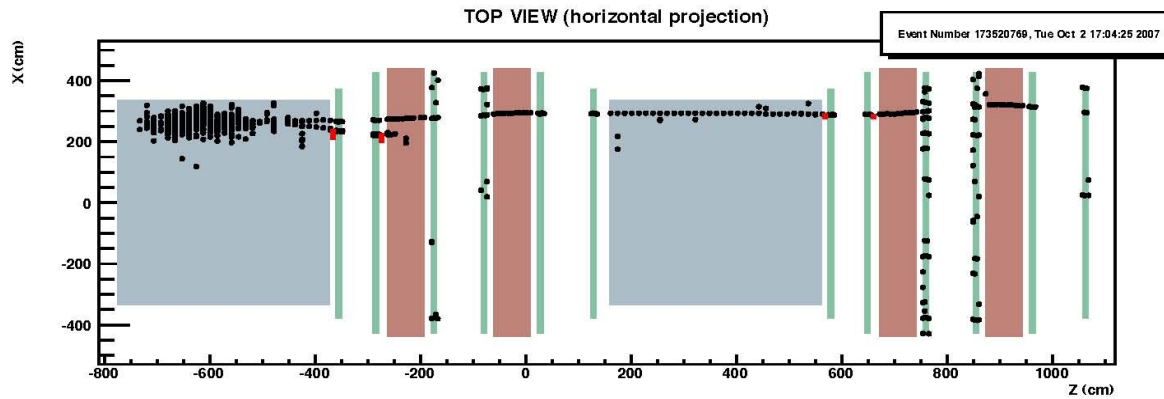 TOP VIEW (horizontal projection)
Event Number 173520769, Tue Oct 2 17:04:25 2007
X (cm)
400
200
0
-200
-400
-800 -600 -400 -200 0 200 400 600 800 1000
Z (cm)